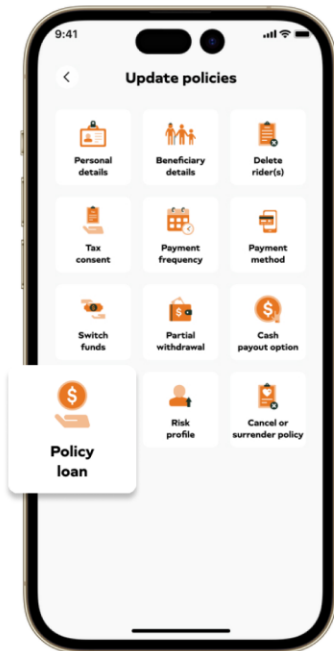 9:41
Update policies
Personal
details
Beneficiary
details
Delete
rider(s)
Tax
consent
Payment
frequency
Payment
method
Switch
funds
Partial
withdrawal
Cash
payout option
Policy
loan
Risk
profile
Cancel or
surrender policy